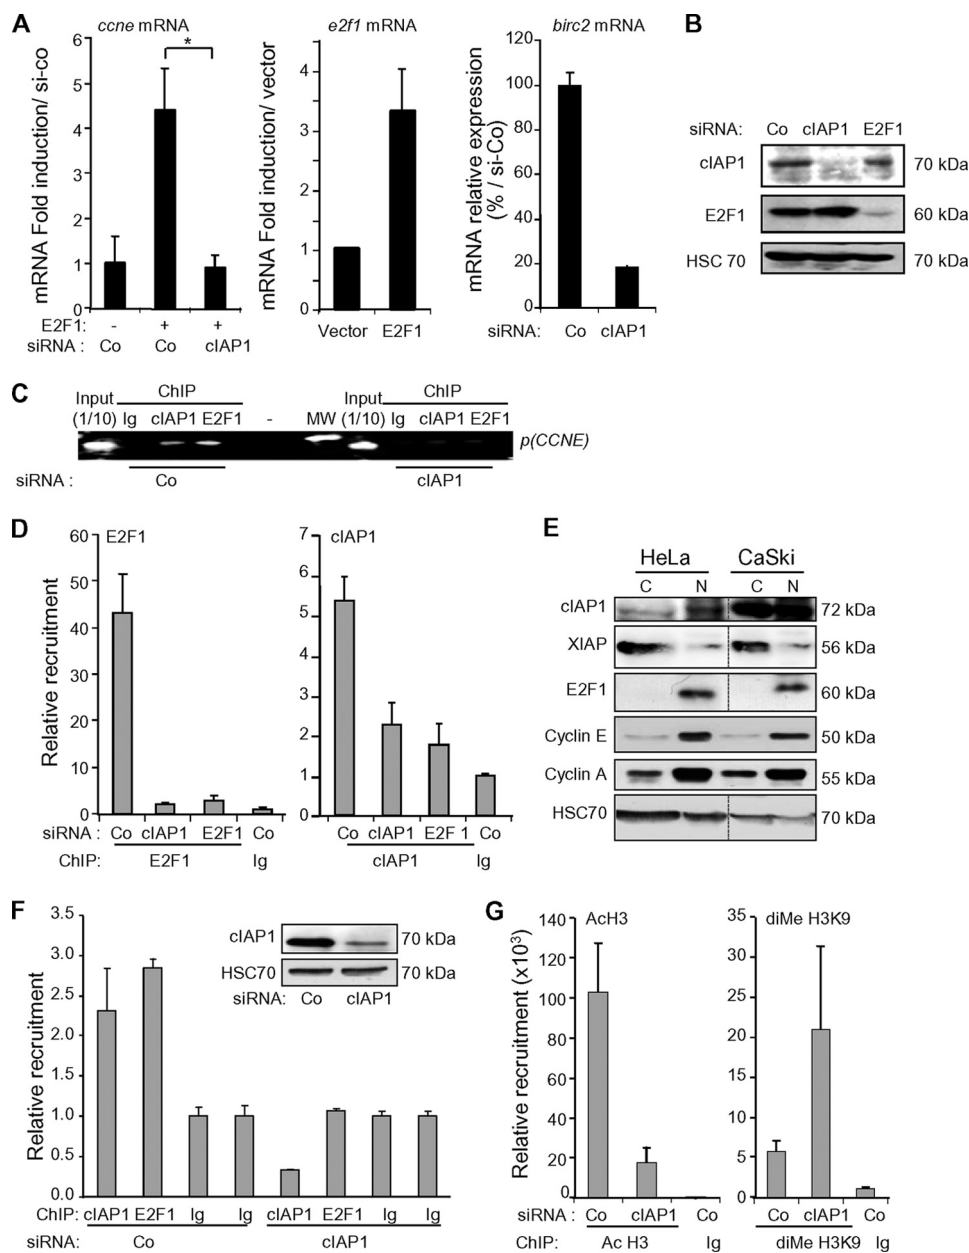 A
ccne mRNA
mRNA Fold induction/ si-co
6
5
4
3
2
1
0
*
E2F1: - + +
siRNA : Co Co cIAP1
e2f1 mRNA
mRNA Fold induction/ vector
4
3
2
1
0
Vector E2F1
birc2 mRNA
mRNA relative expression
(% / si-Co)
120
100
80
60
40
20
0
siRNA: Co cIAP1
B
siRNA: Co cIAP1 E2F1
cIAP1 70 kDa
E2F1 60 kDa
HSC 70 70 kDa
C
Input ChIP Input ChIP
(1/10) Ig cIAP1 E2F1 - MW (1/10) Ig cIAP1 E2F1
p(CCNE)
siRNA : Co cIAP1
D
E2F1
Relative recruitment
60
50
40
30
20
10
0
siRNA : Co cIAP1 E2F1 Co
ChIP: E2F1 Ig
cIAP1
7
6
5
4
3
2
1
0
Co cIAP1 E2F 1 Co
cIAP1 Ig
E
HeLa CaSki
C N C N
cIAP1 72 kDa
XIAP 56 kDa
E2F1 60 kDa
Cyclin E 50 kDa
Cyclin A 55 kDa
HSC70 70 kDa
F
Relative recruitment
3.5
3.0
2.5
2.0
1.5
1.0
0.5
0.0
cIAP1 70 kDa
HSC70 70 kDa
siRNA: Co cIAP1
ChIP: cIAP1 E2F1 Ig Ig cIAP1 E2F1 Ig Ig
siRNA: Co cIAP1
G
AcH3
Relative recruitment (x10³)
140
120
100
80
60
40
20
0
siRNA : Co cIAP1 Co
ChIP: Ac H3 Ig
diMe H3K9
35
30
25
20
15
10
5
0
Co cIAP1 Co
diMe H3K9 Ig